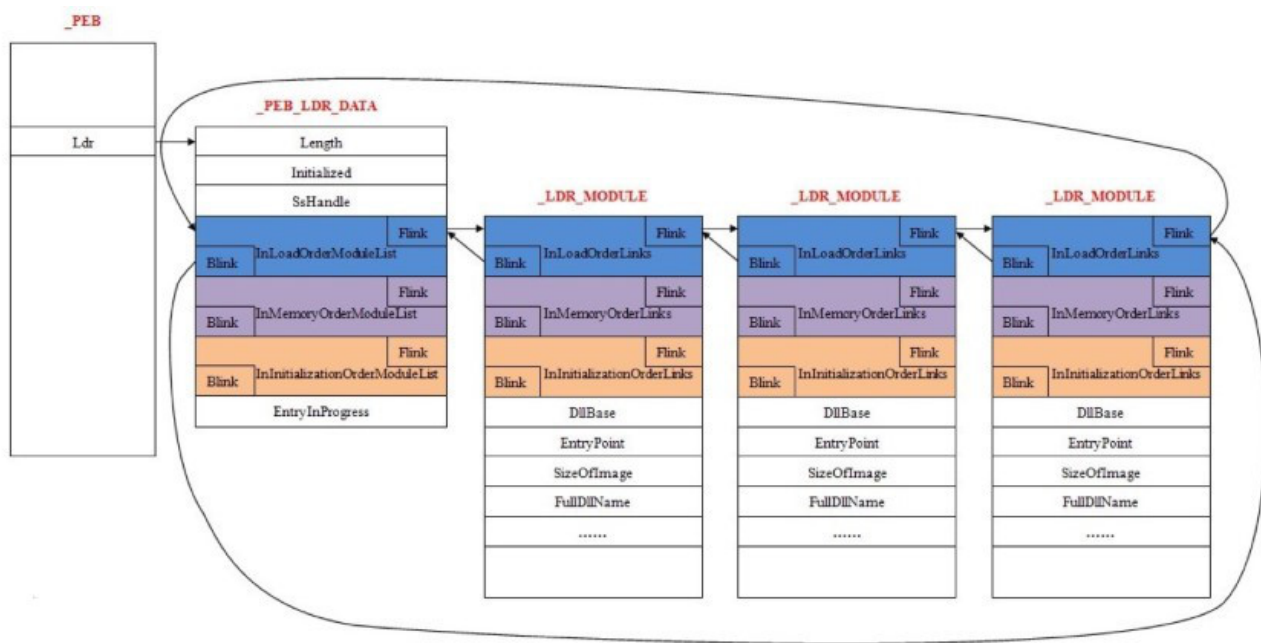 _PEB
Ldr
_PEB_LDR_DATA
Length
Initialized
SsHandle
Flink
InLoadOrderModuleList
Blink
Flink
InMemoryOrderModuleList
Blink
Flink
InInitializationOrderModuleList
Blink
EntryInProgress
_LDR_MODULE
Flink
InLoadOrderLinks
Blink
Flink
InMemoryOrderLinks
Blink
Flink
InInitializationOrderLinks
Blink
DllBase
EntryPoint
SizeOfImage
FullDllName
......
_LDR_MODULE
Flink
InLoadOrderLinks
Blink
Flink
InMemoryOrderLinks
Blink
Flink
InInitializationOrderLinks
Blink
DllBase
EntryPoint
SizeOfImage
FullDllName
......
_LDR_MODULE
Flink
InLoadOrderLinks
Blink
Flink
InMemoryOrderLinks
Blink
Flink
InInitializationOrderLinks
Blink
DllBase
EntryPoint
SizeOfImage
FullDllName
......